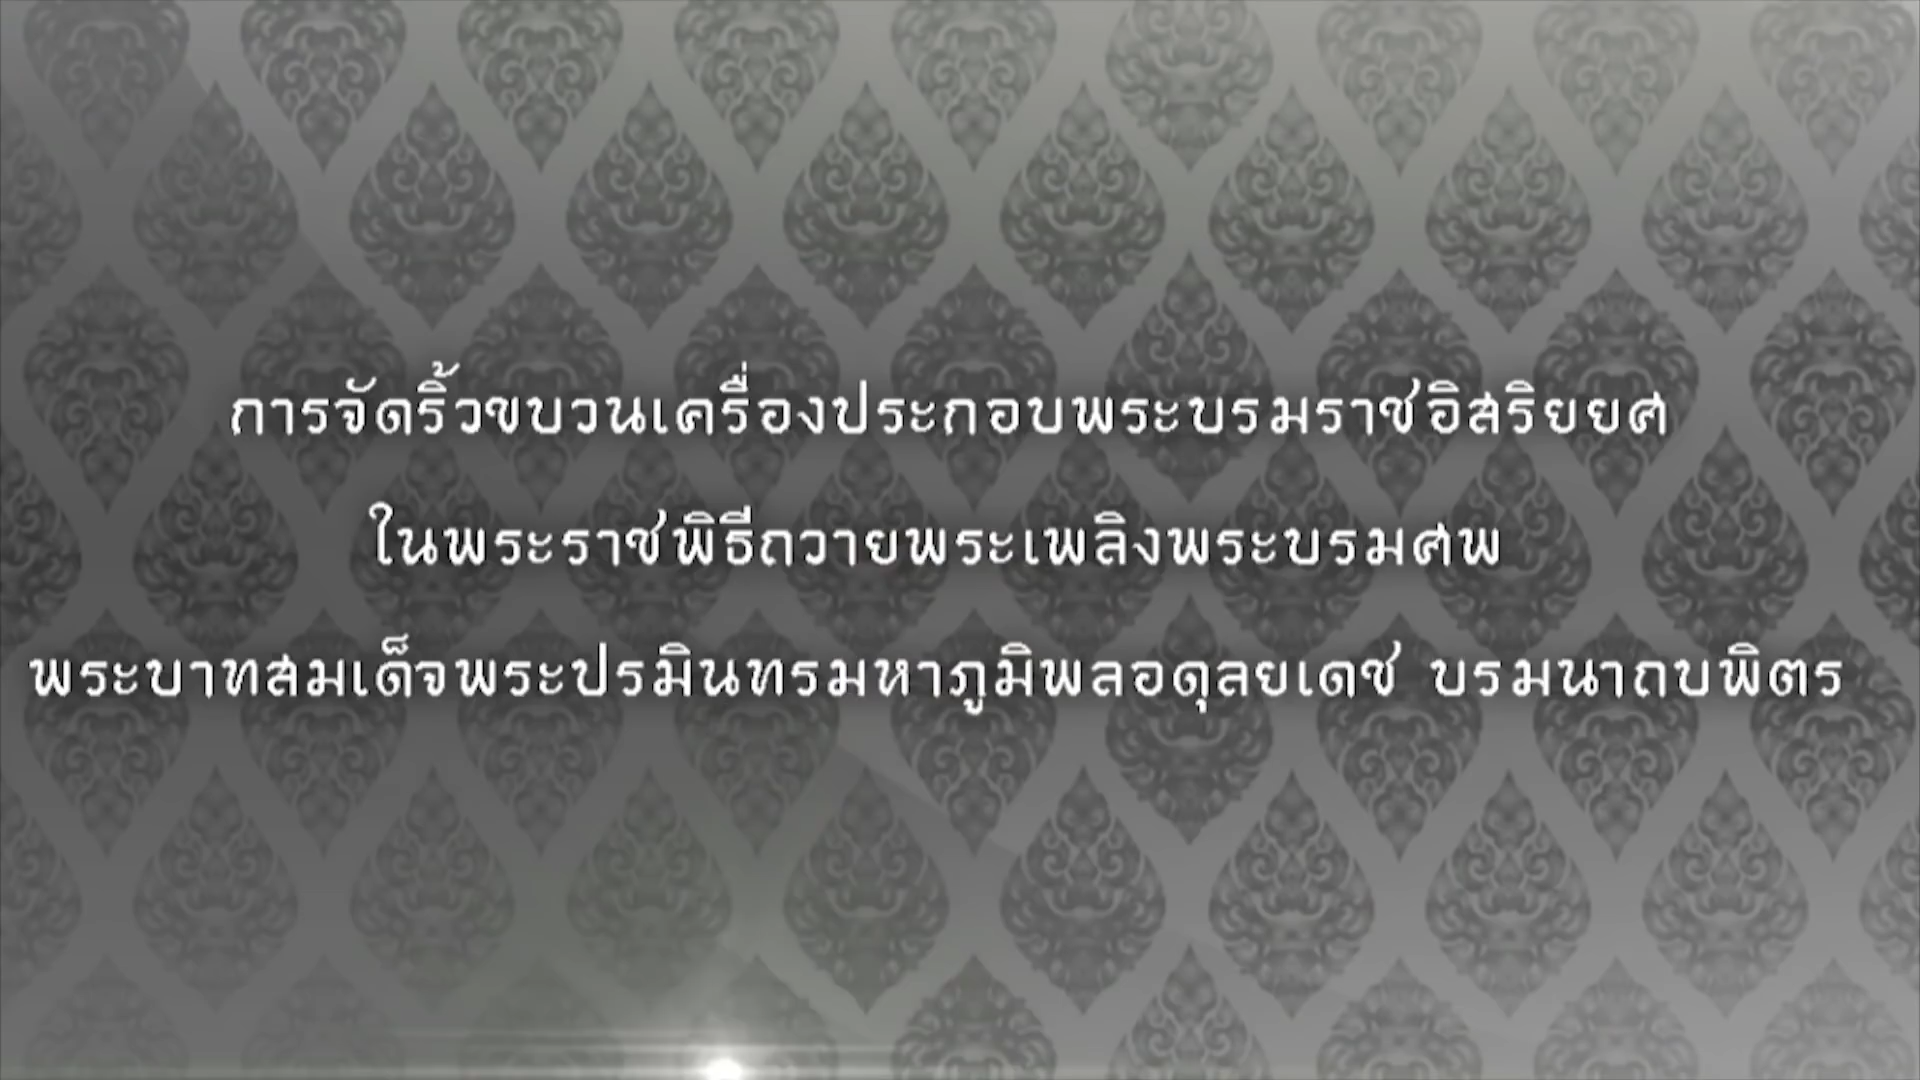 การจัดริ้วขบวนเครื่องประกอบพระบรมราชอิสริยยศ
ในพระราชพิธีถวายพระเพลิงพระบรมศพ
พระบาทสมเด็จพระปรมินทรมหาภูมิพลอดุลยเดช บรมนาถบพิตร